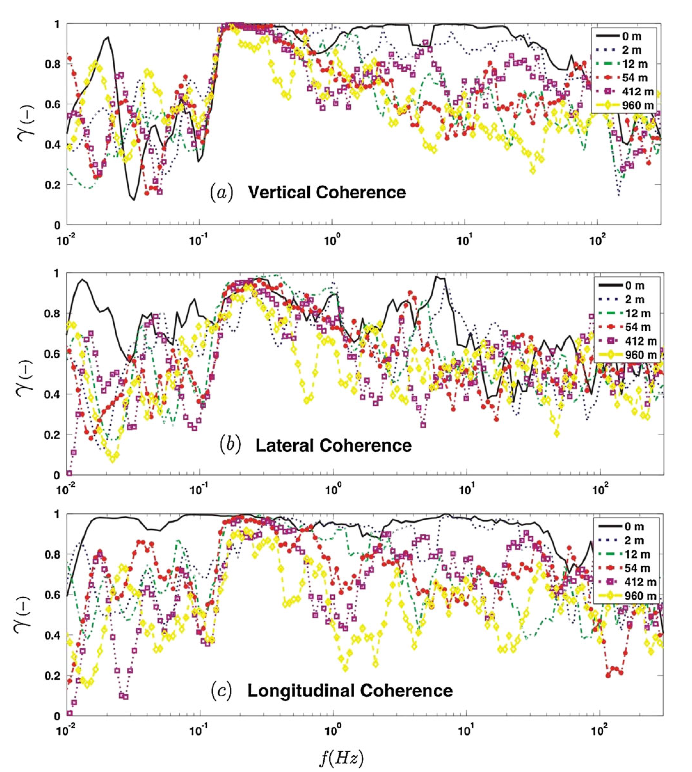 1
0.8
0.6
0.4
0.2
0
γ (−)
10-2
10-1
100
101
102
0 m
2 m
12 m
54 m
412 m
960 m
(a) Vertical Coherence
1
0.8
0.6
0.4
0.2
0
γ (−)
10-2
10-1
100
101
102
0 m
2 m
12 m
54 m
412 m
960 m
(b) Lateral Coherence
1
0.8
0.6
0.4
0.2
0
γ (−)
10-2
10-1
100
101
102
0 m
2 m
12 m
54 m
412 m
960 m
(c) Longitudinal Coherence
f(Hz)